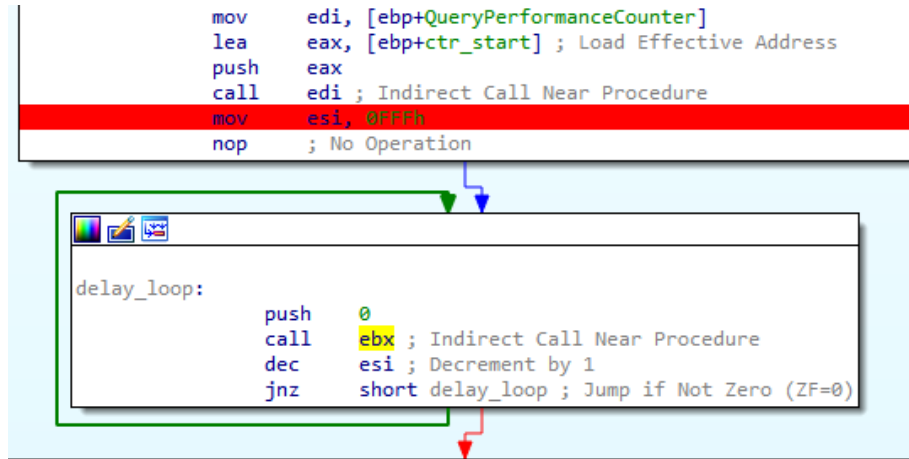 mov edi, [ebp+QueryPerformanceCounter]
lea eax, [ebp+ctr_start] ; Load Effective Address
push eax
call edi ; Indirect Call Near Procedure
mov esi, 0FFFh
nop ; No Operation
delay_loop:
push 0
call ebx ; Indirect Call Near Procedure
dec esi ; Decrement by 1
jnz short delay_loop ; Jump if Not Zero (ZF=0)